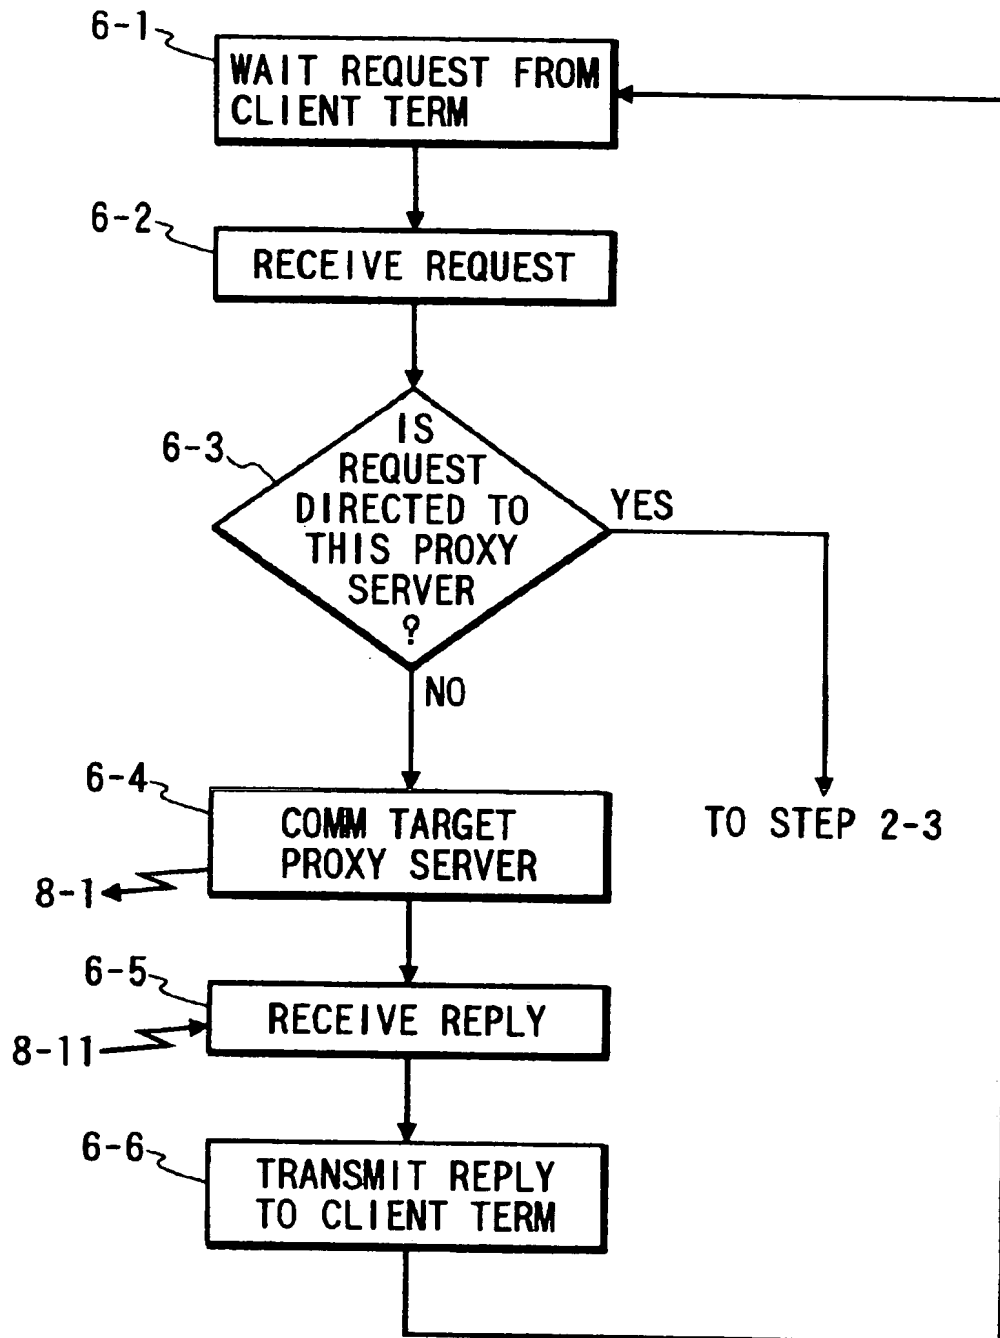 6-1
WAIT REQUEST FROM
CLIENT TERM
6-2
RECEIVE REQUEST
6-3
IS
REQUEST
DIRECTED TO
THIS PROXY
SERVER
?
YES
NO
TO STEP 2-3
6-4
COMM TARGET
PROXY SERVER
8-1
6-5
RECEIVE REPLY
8-11
6-6
TRANSMIT REPLY
TO CLIENT TERM